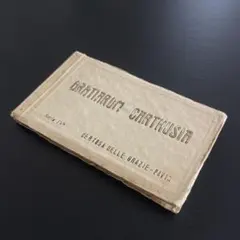 GRATIARUM CARTHUSIA
CERTOSA DELLE GRAZIE - PAVIA